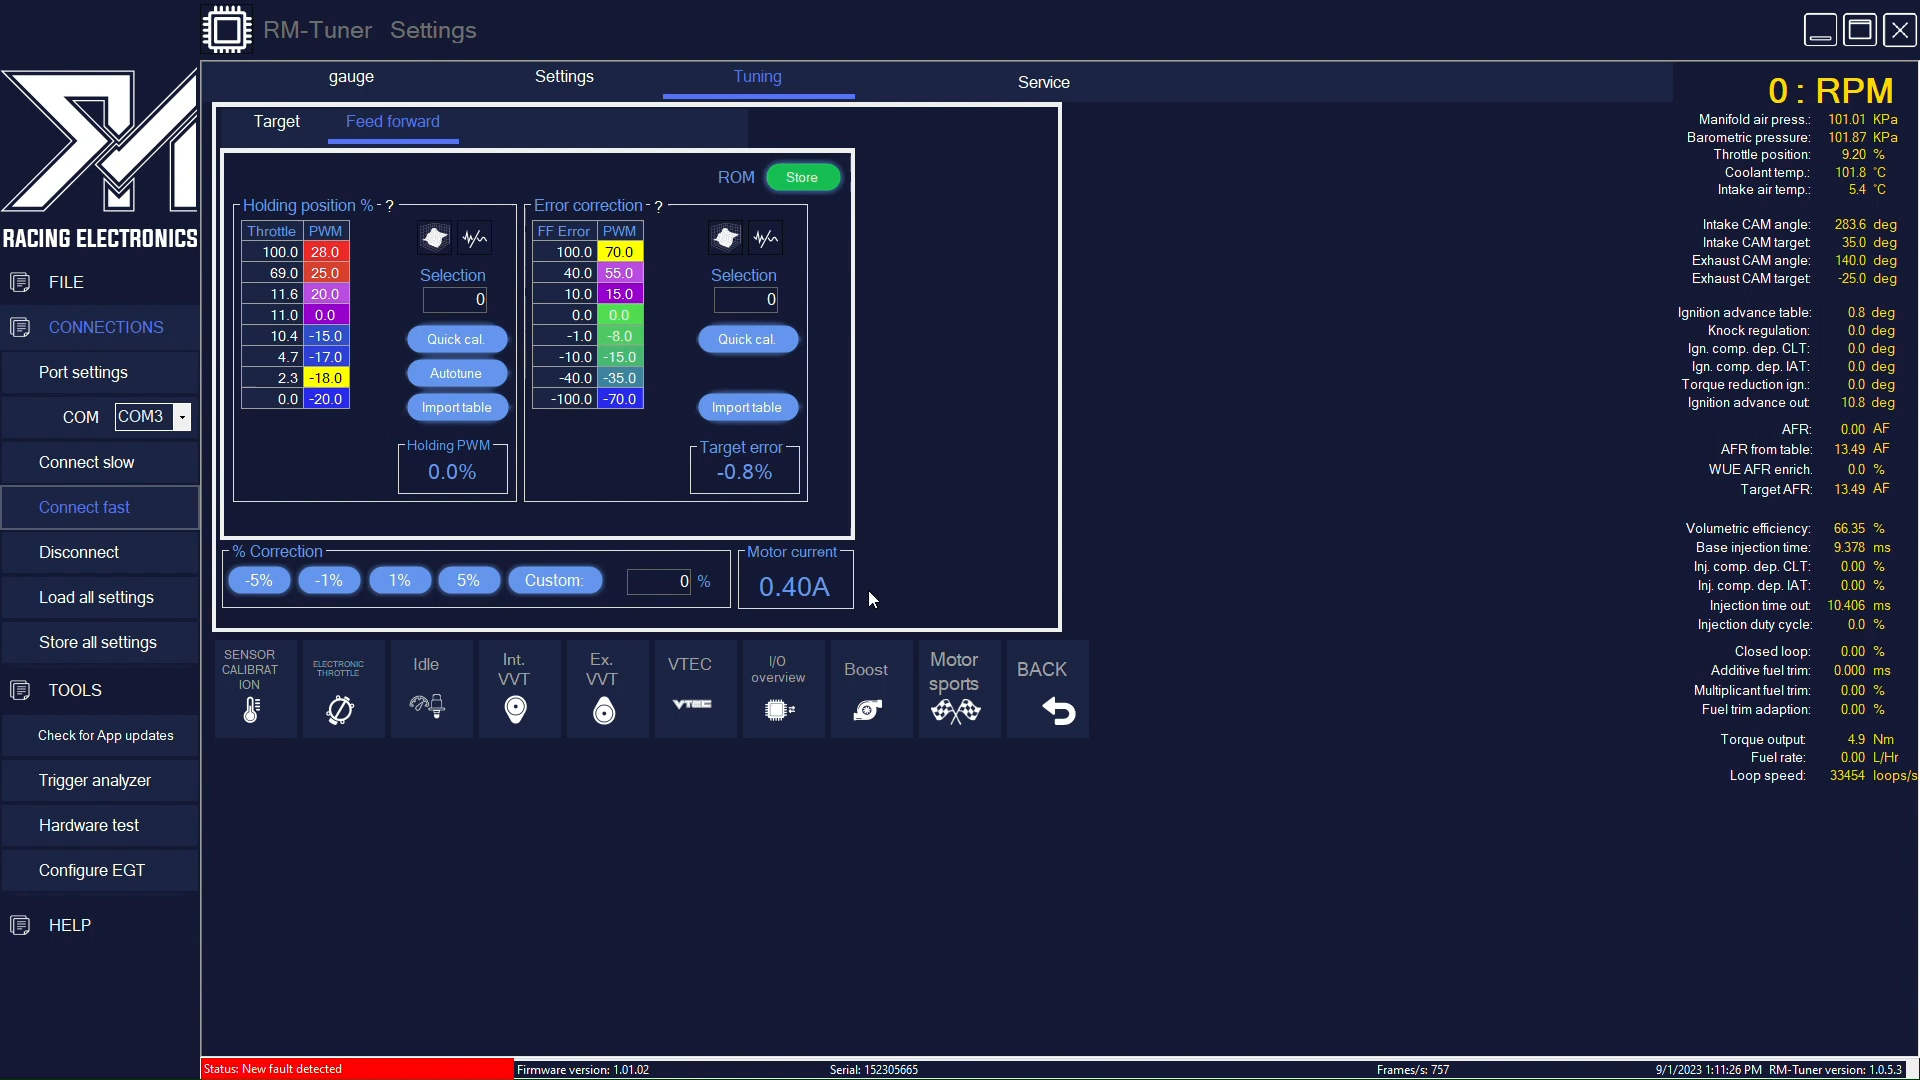 RM-Tuner Settings
RACING ELECTRONICS
FILE
CONNECTIONS
Port settings
COM COM3
Connect slow
Connect fast
Disconnect
Load all settings
Store all settings
TOOLS
Check for App updates
Trigger analyzer
Hardware test
Configure EGT
HELP
gauge Settings Tuning Service
Target Feed forward
ROM Store
Holding position % - ?
Throttle PWM
100.0 28.0
69.0 25.0
11.6 20.0
11.0 0.0
10.4 -15.0
4.7 -17.0
2.3 -18.0
0.0 -20.0
Selection
0
Quick cal.
Autotune
Import table
Holding PWM
0.0%
Error correction - ?
FF Error PWM
100.0 70.0
40.0 55.0
10.0 15.0
0.0 0.0
-1.0 -8.0
-10.0 -15.0
-40.0 -35.0
-100.0 -70.0
Selection
0
Quick cal.
Import table
Target error
-0.8%
% Correction
-5% -1% 1% 5% Custom: 0 %
Motor current
0.40A
SENSOR
CALIBRAT
ION
ELECTRONIC
THROTTLE
Idle
Int.
VVT
Ex.
VVT
VTEC
VTEC
I/O
overview
Boost
Motor
sports
BACK
0 : RPM
Manifold air press.: 101.01 KPa
Barometric pressure: 101.87 KPa
Throttle position: 9.20 %
Coolant temp.: 101.8 °C
Intake air temp.: 5.4 °C
Intake CAM angle: 283.6 deg
Intake CAM target: 35.0 deg
Exhaust CAM angle: 140.0 deg
Exhaust CAM target: -25.0 deg
Ignition advance table: 0.8 deg
Knock regulation: 0.0 deg
Ign. comp. dep. CLT: 0.0 deg
Ign. comp. dep. IAT: 0.0 deg
Torque reduction ign.: 0.0 deg
Ignition advance out: 10.8 deg
AFR: 0.00 AF
AFR from table: 13.49 AF
WUE AFR enrich. 0.0 %
Target AFR: 13.49 AF
Volumetric efficiency: 66.35 %
Base injection time: 9.378 ms
Inj. comp. dep. CLT: 0.00 %
Inj. comp. dep. IAT: 0.00 %
Injection time out: 10.406 ms
Injection duty cycle: 0.0 %
Closed loop: 0.00 %
Additive fuel trim: 0.000 ms
Multiplicant fuel trim: 0.00 %
Fuel trim adaption: 0.00 %
Torque output: 4.9 Nm
Fuel rate: 0.00 L/Hr
Loop speed: 33454 loops/s
Status: New fault detected Firmware version: 1.01.02 Serial: 152305665 Frames/s: 757 9/1/2023 1:11:26 PM RM-Tuner version: 1.0.5.3